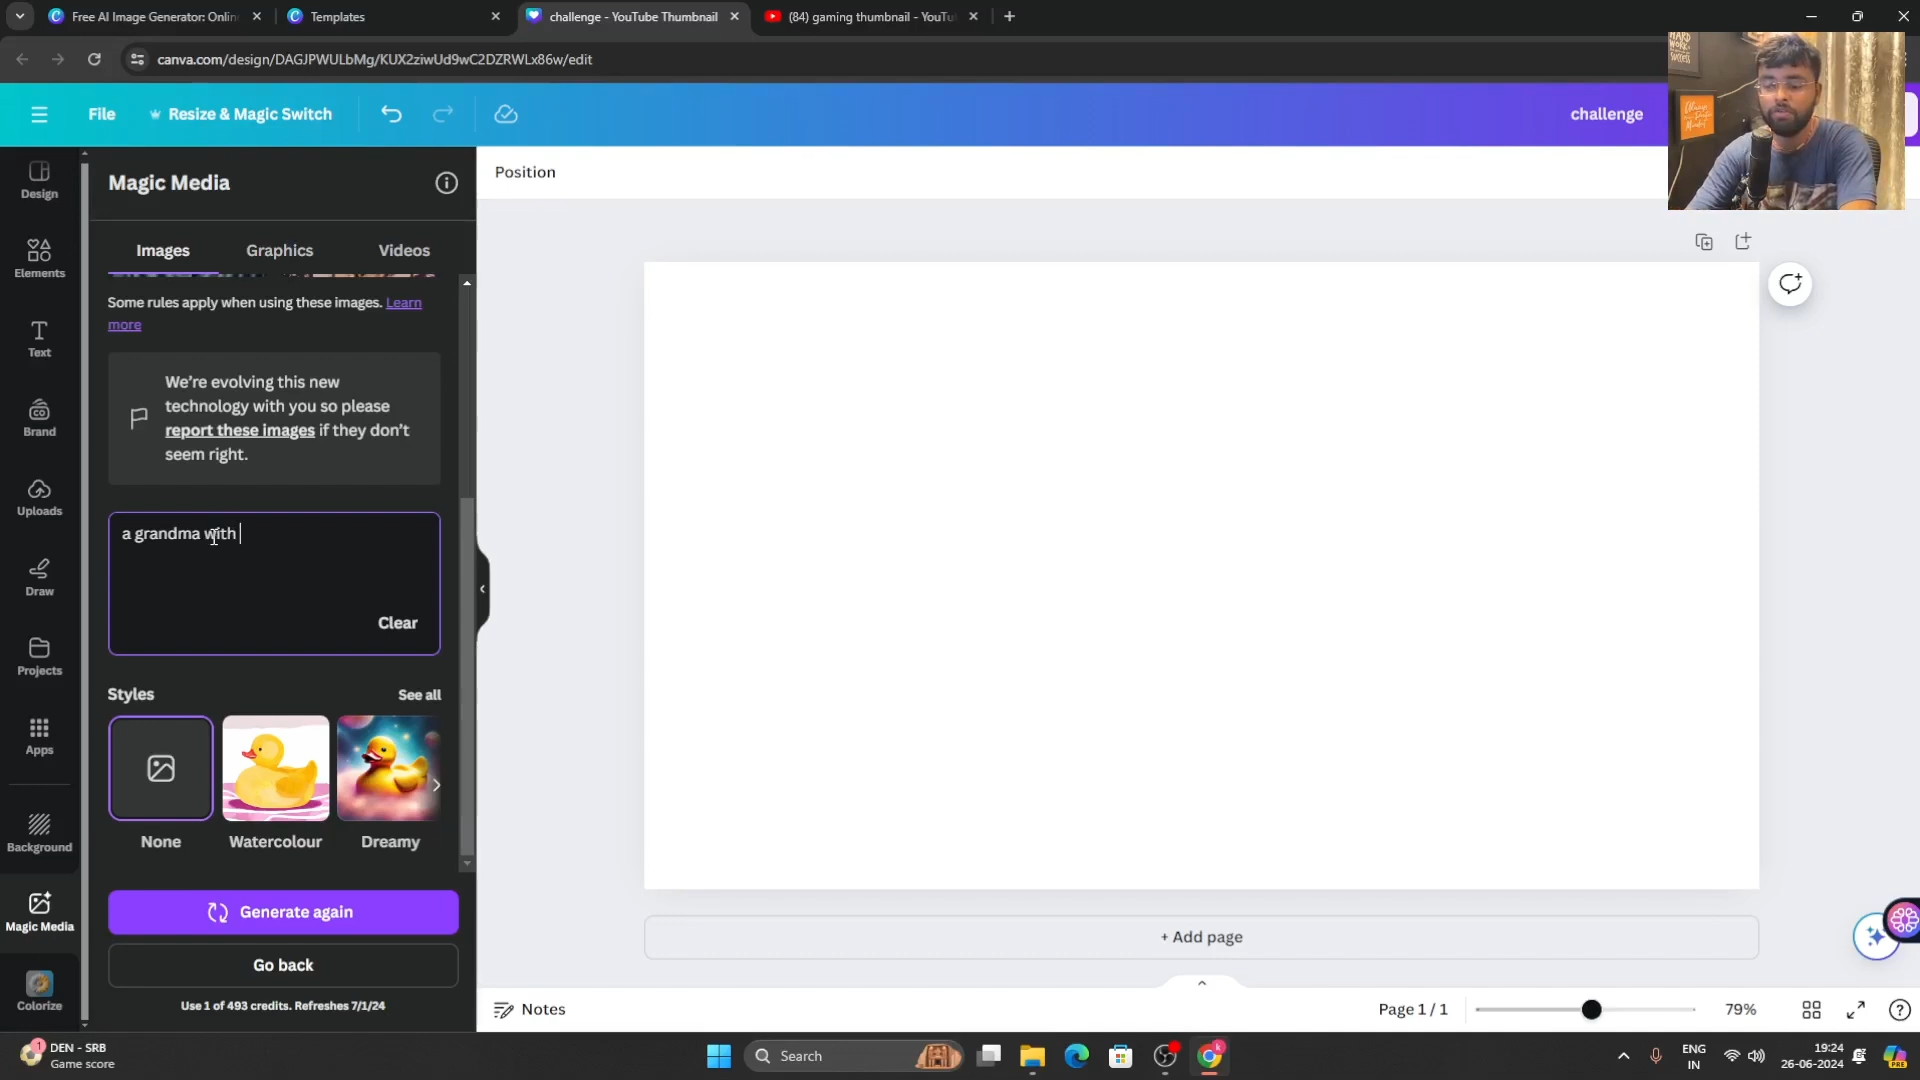 Free AI Image Generator: Onlin
Templates
challenge - YouTube Thumbnail
(84) gaming thumbnail - YouTu
canva.com/design/DAGJPWULbMg/KUX2ziwUd9wC2DZRWLx86w/edit
HARD
WORK
SUCCESS
File
Resize & Magic Switch
challenge
Design
Elements
Text
Brand
Uploads
Draw
Projects
Apps
Background
Magic Media
Colorize
Magic Media
Images
Graphics
Videos
Some rules apply when using these images. Learn
more
We're evolving this new
technology with you so please
report these images if they don't
seem right.
a grandma with
Clear
Styles
See all
None
Watercolour
Dreamy
Generate again
Go back
Use 1 of 493 credits. Refreshes 7/1/24
Position
+ Add page
Notes
Page 1 / 1
79%
1
DEN - SRB
Game score
Search
ENG
IN
19:24
26-06-2024
PRE